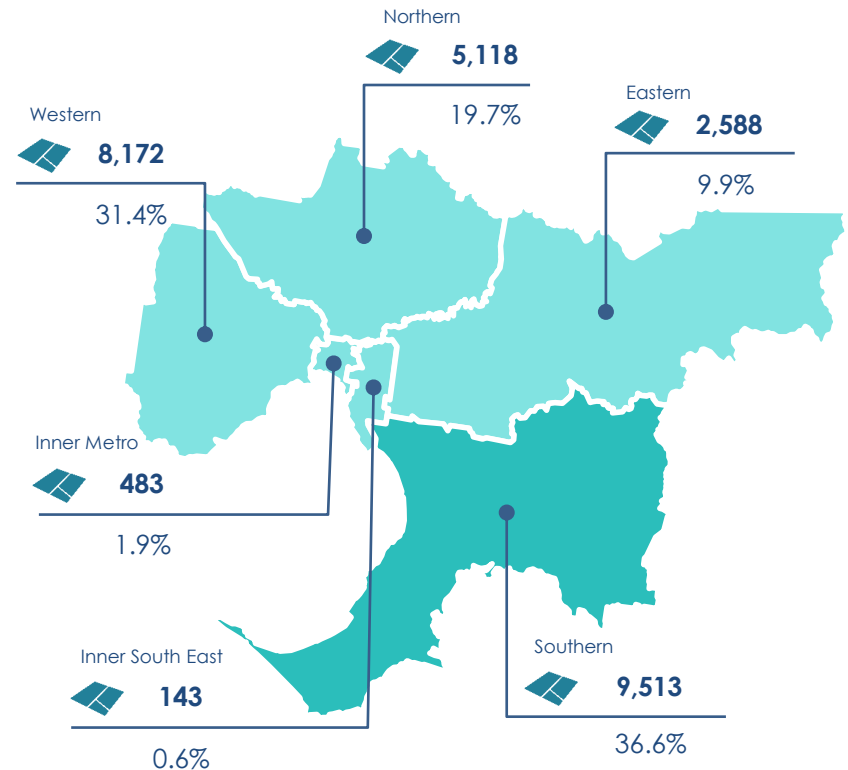 Northern
5,118
19.7%
Eastern
2,588
9.9%
Western
8,172
31.4%
Inner Metro
483
1.9%
Inner South East
143
0.6%
Southern
9,513
36.6%